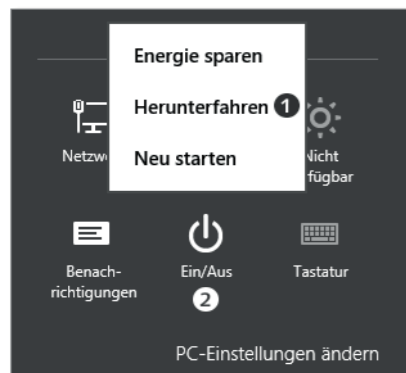 Energie sparen
Herunterfahren 1
Neu starten
Netzw
Nicht
fügbar
Benach-
richtigungen
Ein/Aus
2
Tastatur
PC-Einstellungen ändern